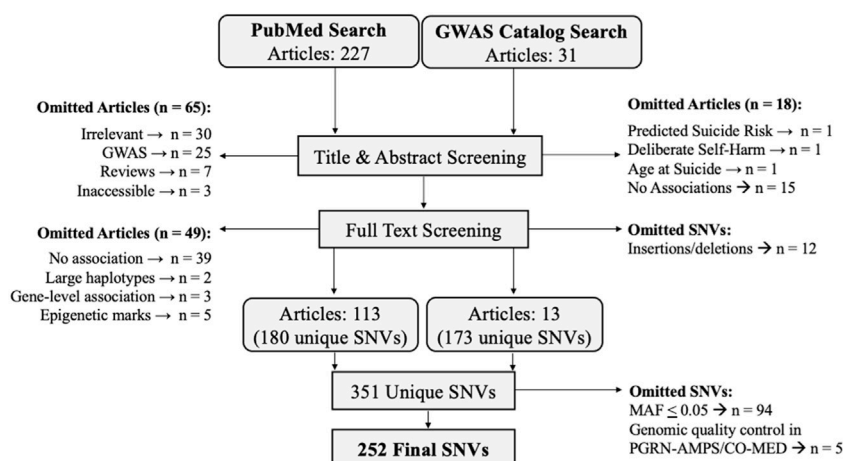 PubMed Search
Articles: 227
GWAS Catalog Search
Articles: 31
Omitted Articles (n = 65):
Irrelevant → n = 30
GWAS → n = 25
Reviews → n = 7
Inaccessible → n = 3
Title & Abstract Screening
Omitted Articles (n = 18):
Predicted Suicide Risk → n = 1
Deliberate Self-Harm → n = 1
Age at Suicide → n = 1
No Associations → n = 15
Omitted Articles (n = 49):
No association → n = 39
Large haplotypes → n = 2
Gene-level association → n = 3
Epigenetic marks → n = 5
Full Text Screening
Omitted SNVs:
Insertions/deletions → n = 12
Articles: 113
(180 unique SNVs)
Articles: 13
(173 unique SNVs)
351 Unique SNVs
Omitted SNVs:
MAF ≤ 0.05 → n = 94
Genomic quality control in
PGRN-AMPS/CO-MED → n = 5
252 Final SNVs